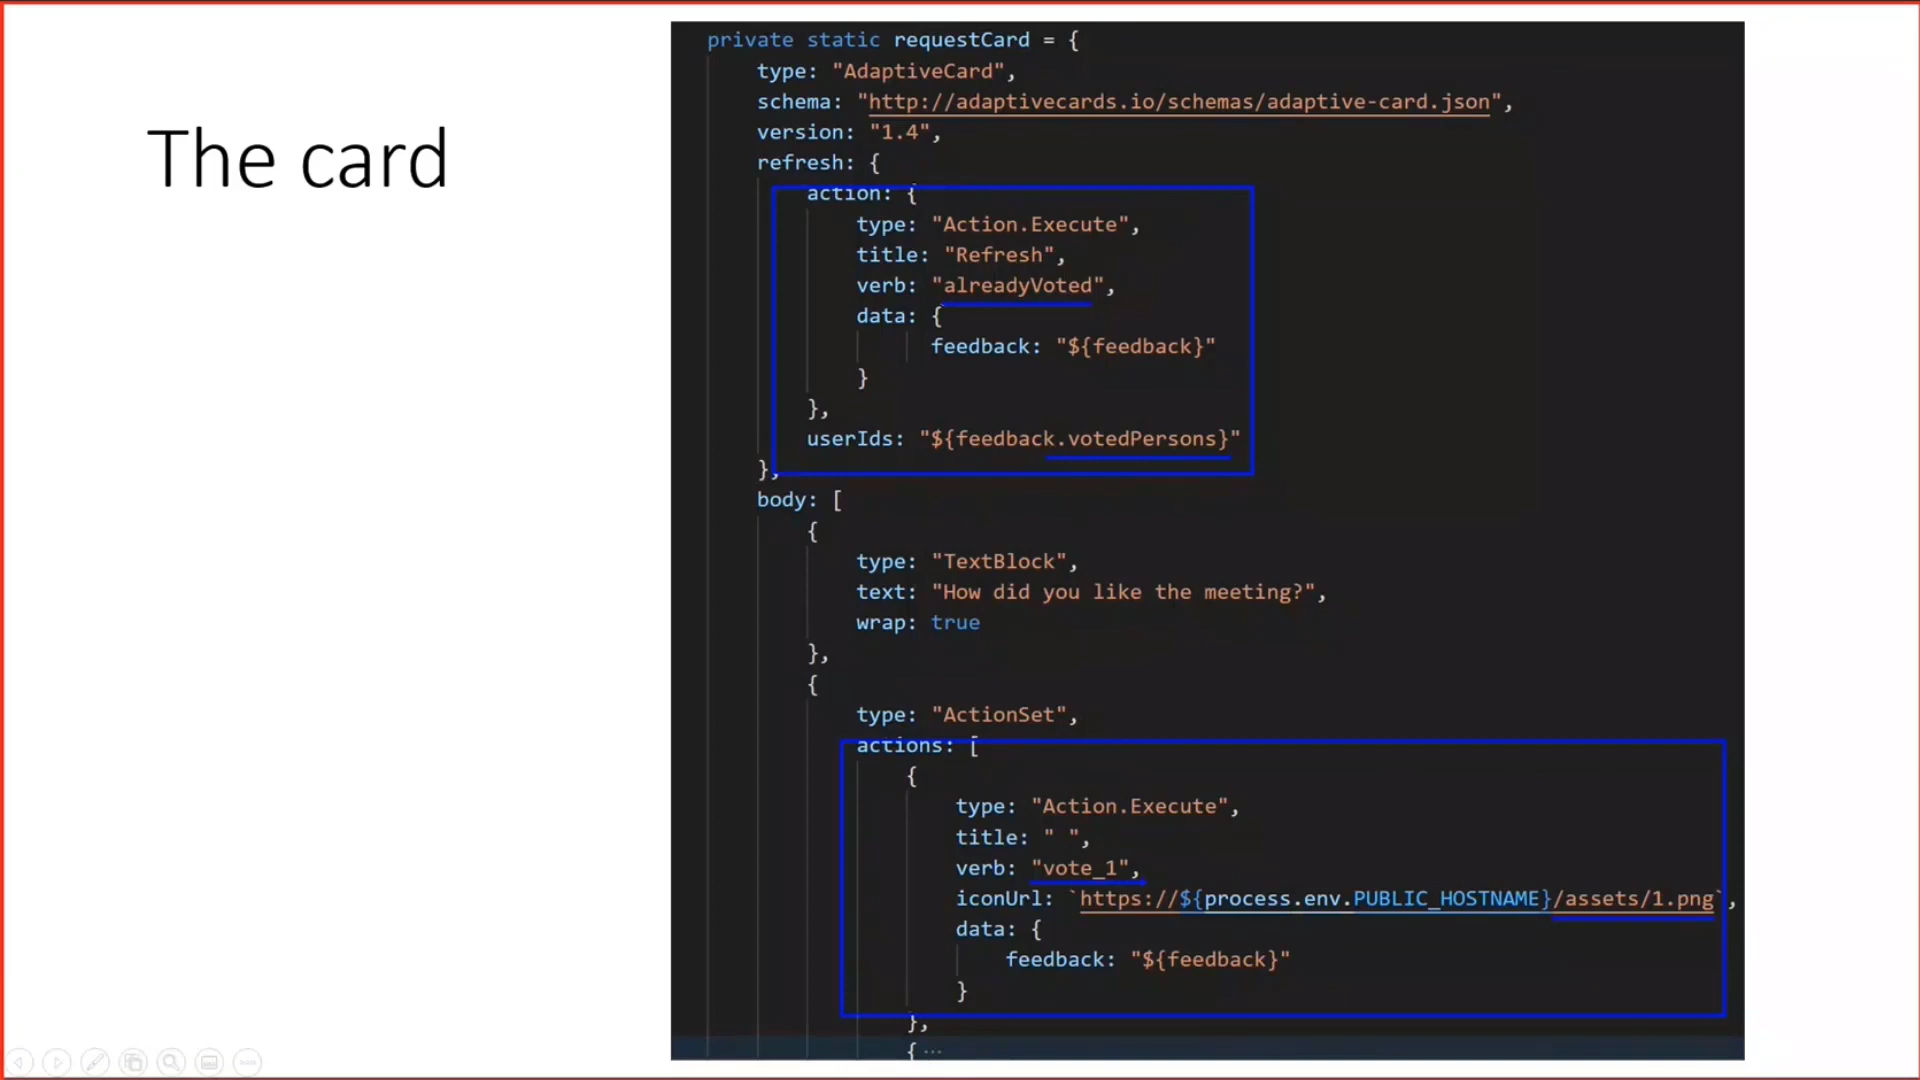 The card
private static requestCard = {
type: "AdaptiveCard",
schema: "http://adaptivecards.io/schemas/adaptive-card.json",
version: "1.4",
refresh: {
action: {
type: "Action.Execute",
title: "Refresh",
verb: "alreadyVoted",
data: {
feedback: "${feedback}"
}
},
userIds: "${feedback.votedPersons}"
},
body: [
{
type: "TextBlock",
text: "How did you like the meeting?",
wrap: true
},
{
type: "ActionSet",
actions: [
{
type: "Action.Execute",
title: " ",
verb: "vote_1",
iconUrl: `https://${process.env.PUBLIC_HOSTNAME}/assets/1.png`,
data: {
feedback: "${feedback}"
}
},
{ ...